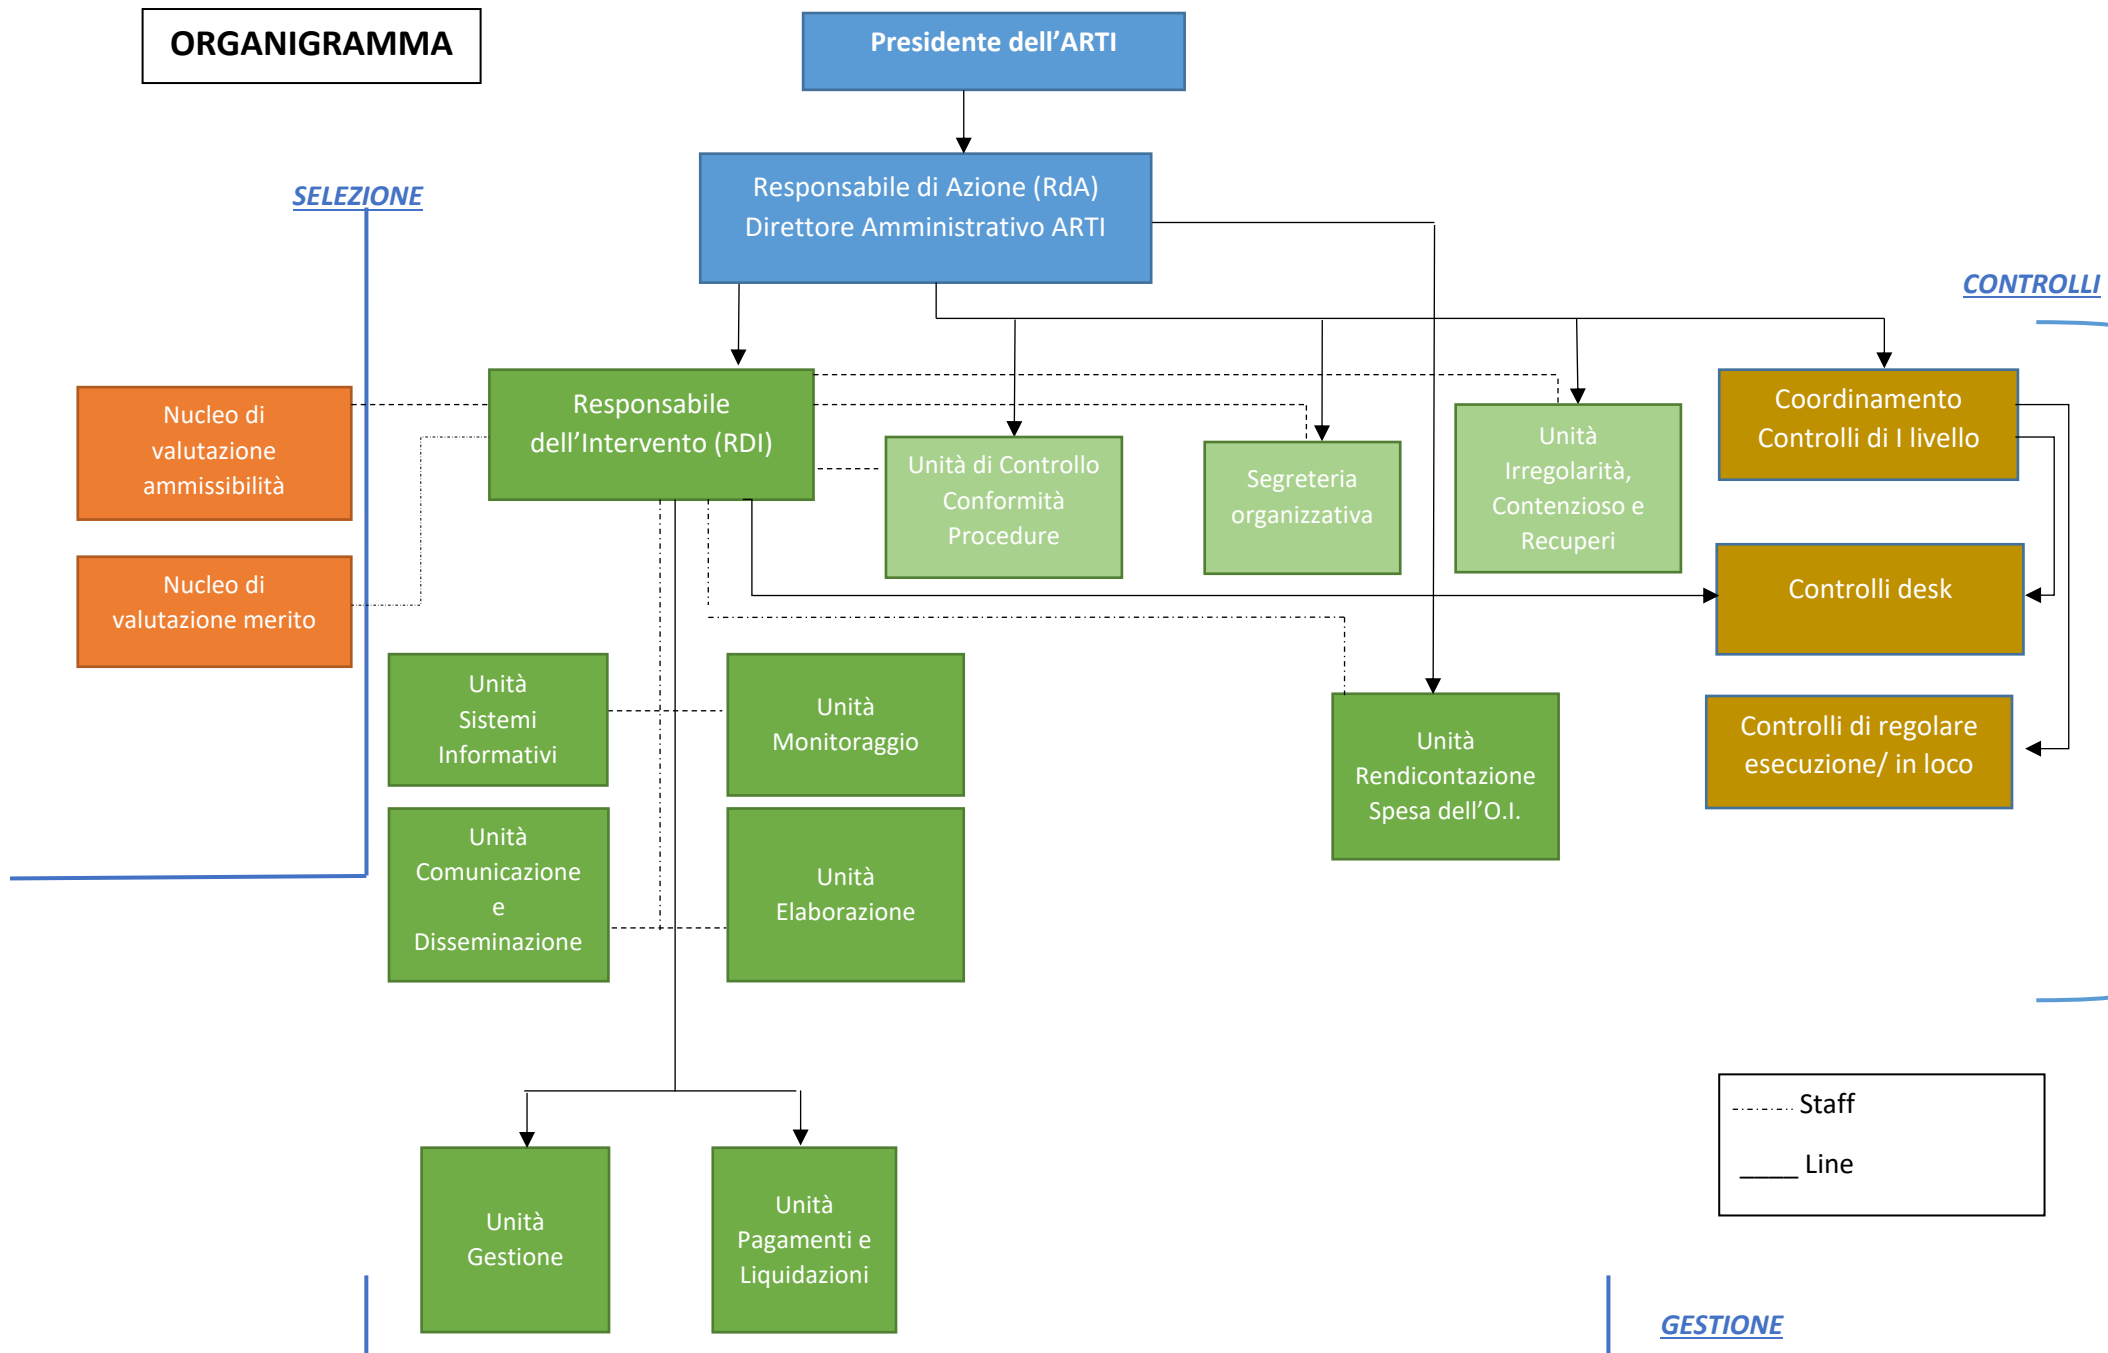 ORGANIGRAMMA
Presidente dell’ARTI
Responsabile di Azione (RdA)
Direttore Amministrativo ARTI
SELEZIONE
CONTROLLI
Nucleo di
valutazione
ammissibilità
Responsabile
dell’Intervento (RDI)
Unità di Controllo
Conformità
Procedure
Segreteria
organizzativa
Unità
Irregolarità,
Contenzioso e
Recuperi
Coordinamento
Controlli di I livello
Nucleo di
valutazione merito
Controlli desk
Unità
Sistemi
Informativi
Unità
Monitoraggio
Unità
Rendicontazione
Spesa dell’O.I.
Controlli di regolare
esecuzione/ in loco
Unità
Comunicazione
e
Disseminazione
Unità
Elaborazione
Staff
Line
Unità
Gestione
Unità
Pagamenti e
Liquidazioni
GESTIONE